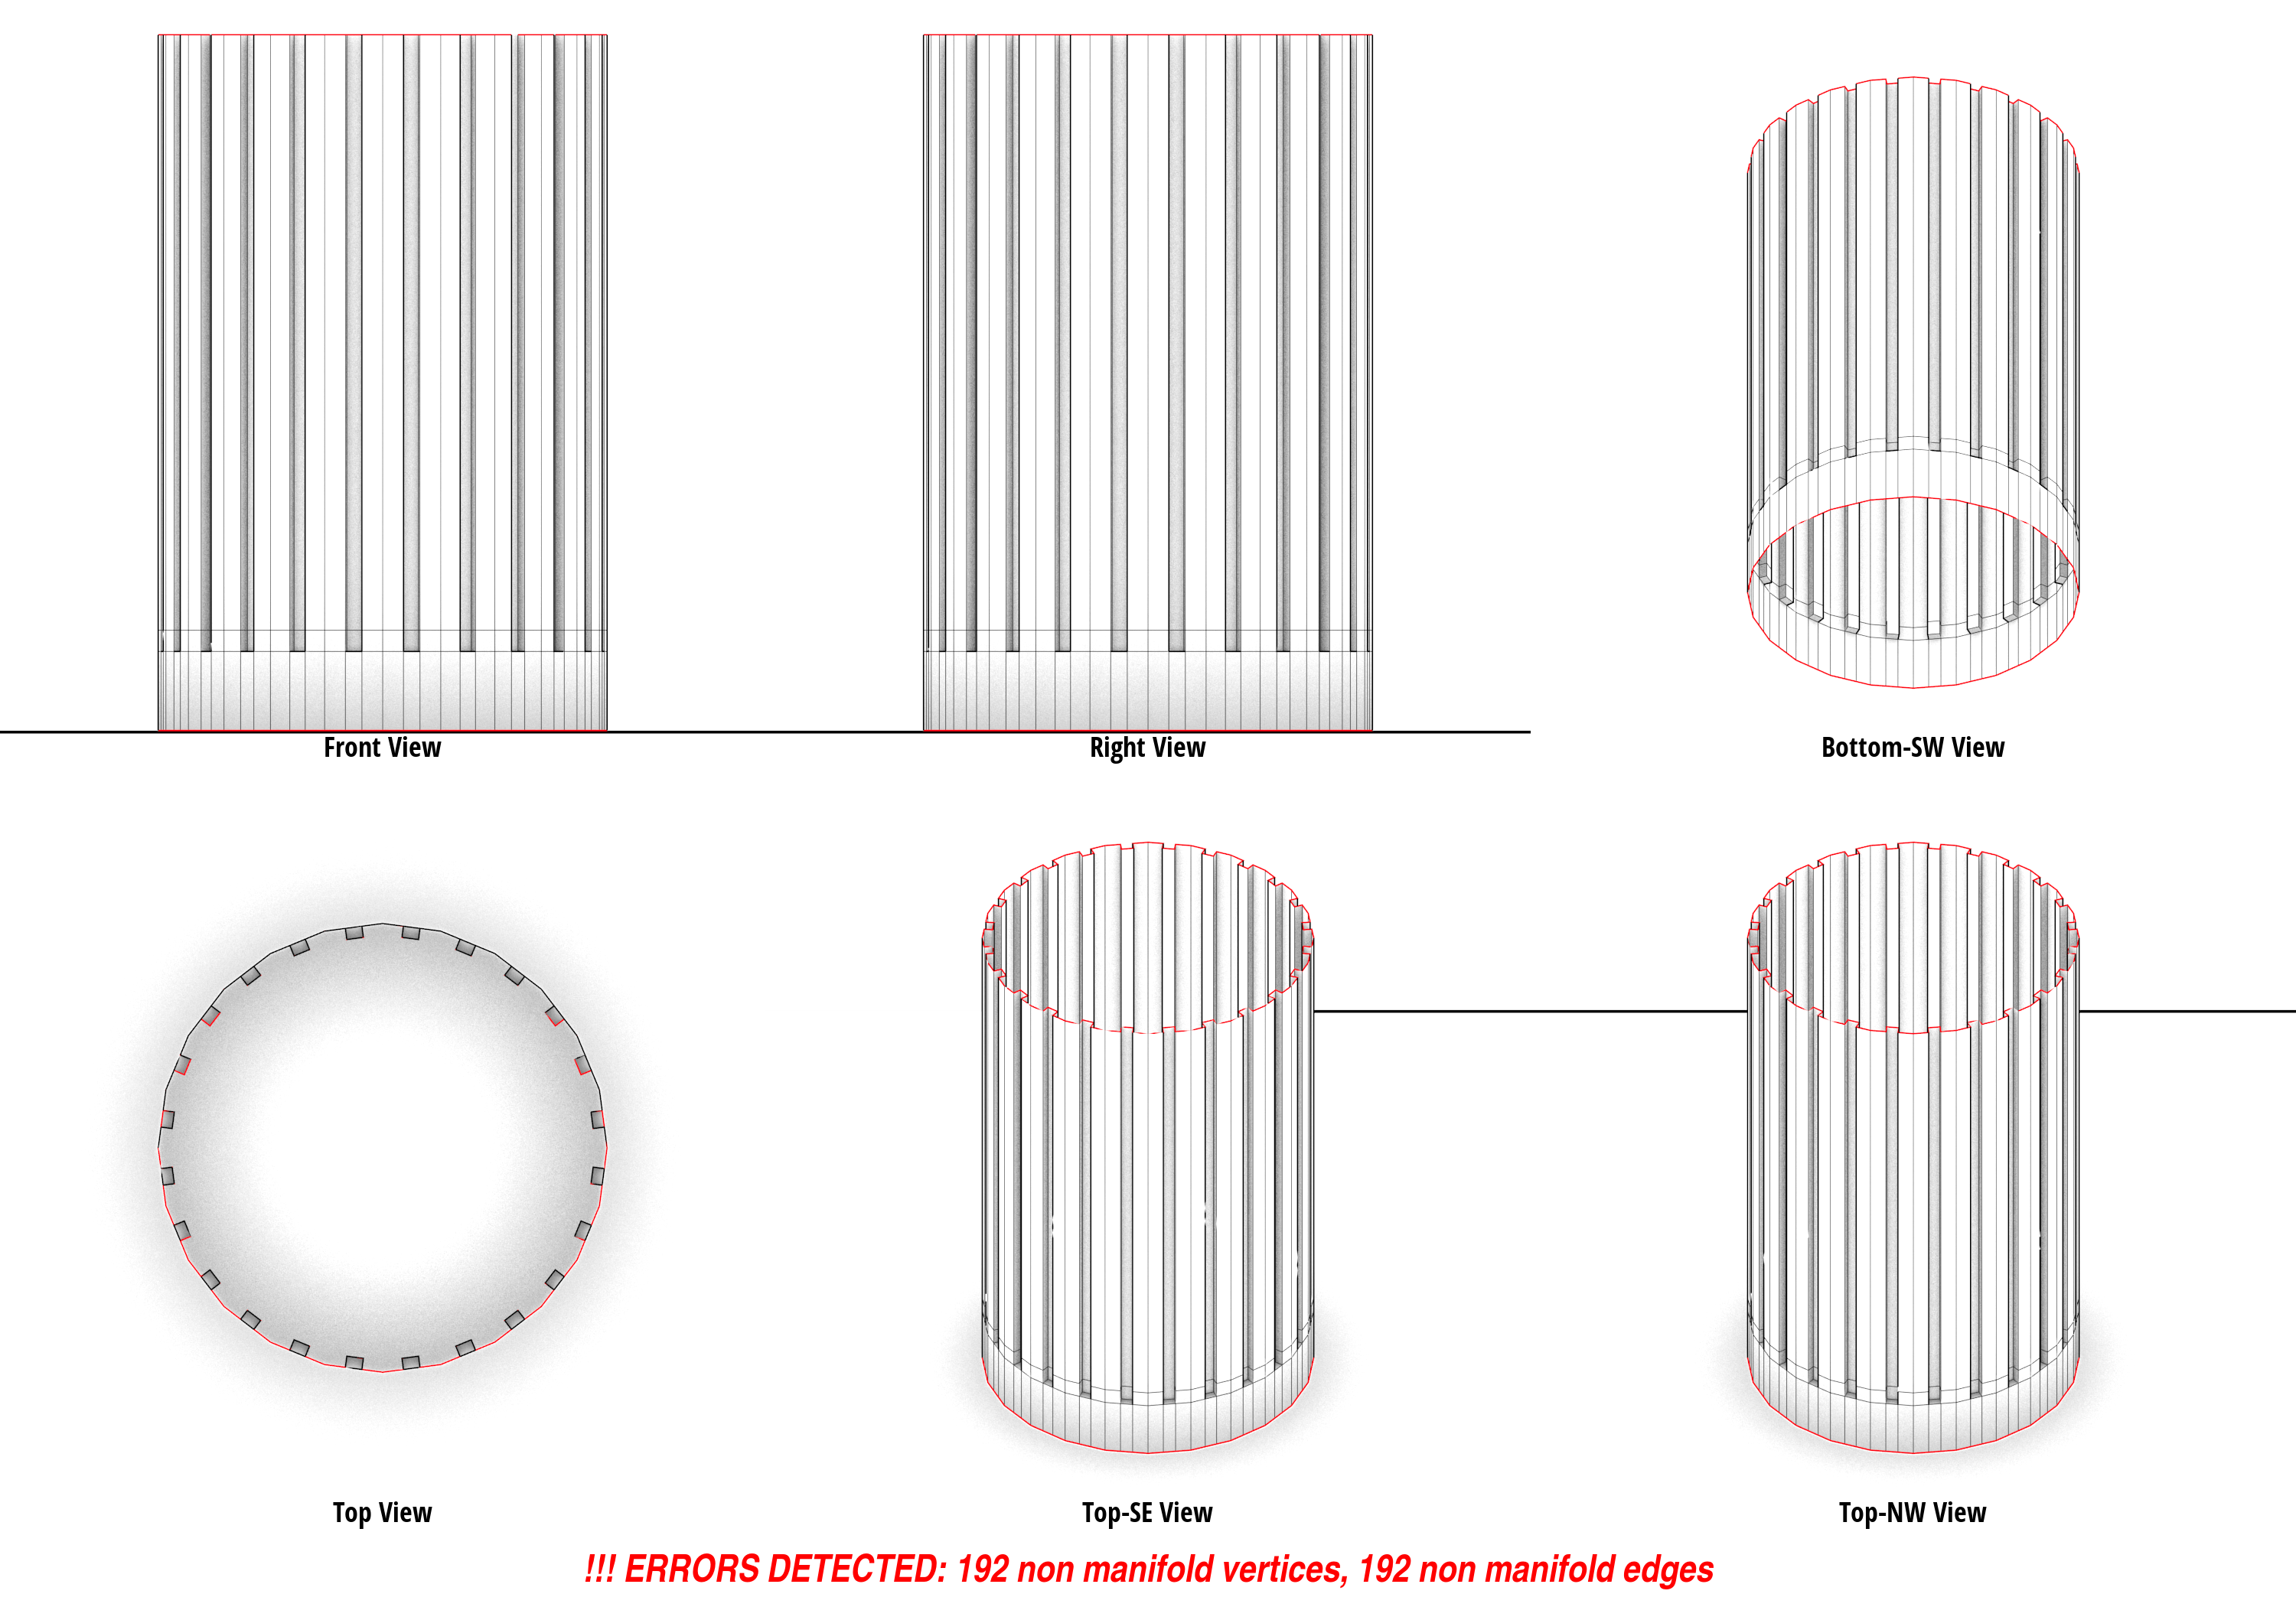 Front View
Right View
Bottom-SW View
Top View
Top-SE View
Top-NW View
!!! ERRORS DETECTED: 192 non manifold vertices, 192 non manifold edges